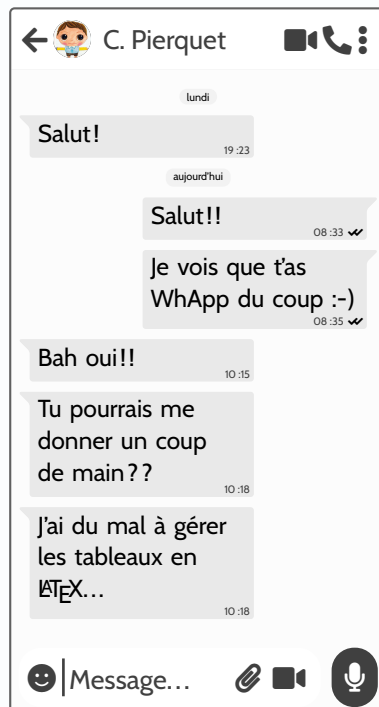 C. Pierquet
lundi
Salut!
19 :23
aujourd'hui
Salut!!
08 :33
Je vois que t'as
WhApp du coup :-)
08 :35
Bah oui!!
10 :15
Tu pourrais me
donner un coup
de main??
10 :18
J'ai du mal à gérer
les tableaux en
LATEX...
10 :18
Message...